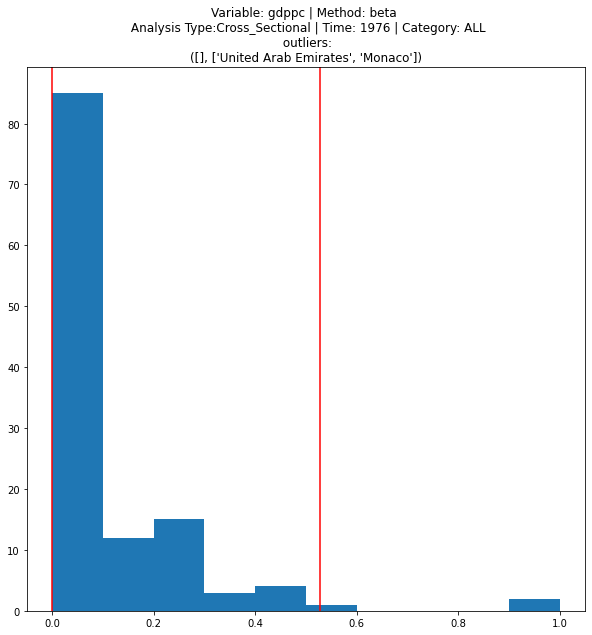 Variable: gdppc | Method: beta
Analysis Type:Cross_Sectional | Time: 1976 | Category: ALL
outliers:
([], ['United Arab Emirates', 'Monaco'])
80
70
60
50
40
30
20
10
0
0.0 0.2 0.4 0.6 0.8 1.0